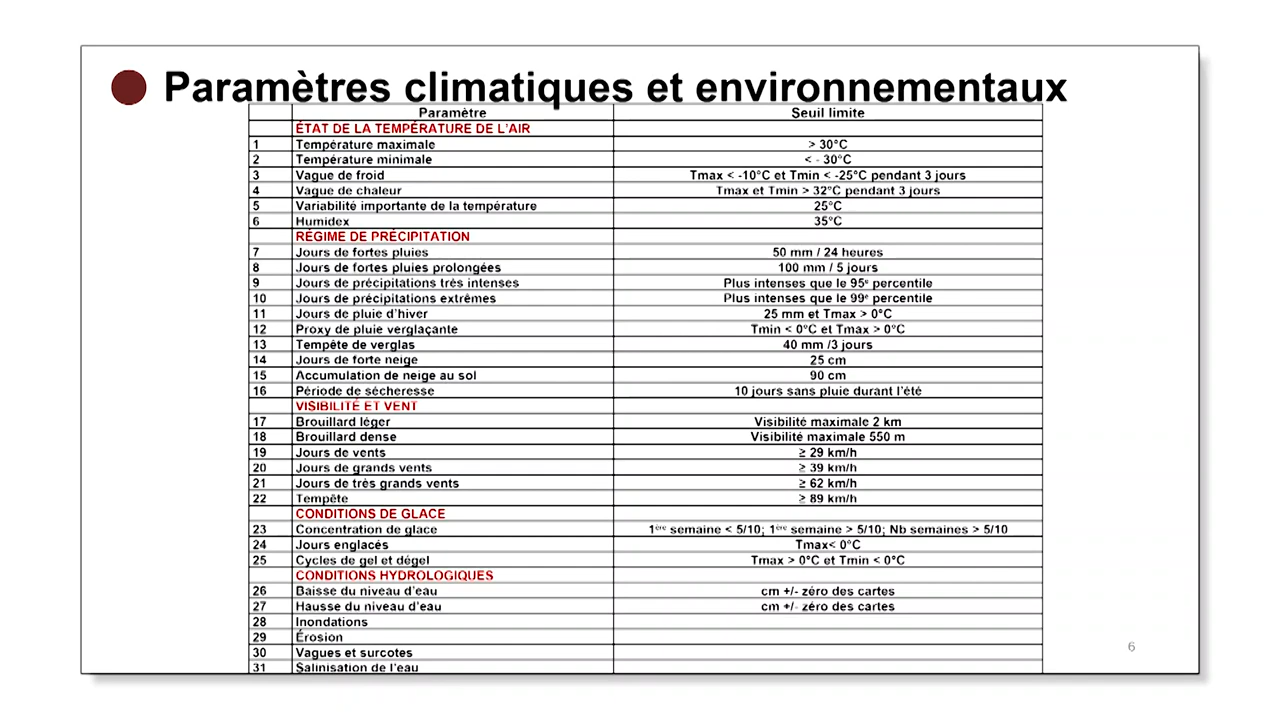 Paramètres climatiques et environnementaux
Paramètre Seuil limite
ÉTAT DE LA TEMPÉRATURE DE L'AIR
1 Température maximale > 30°C
2 Température minimale < - 30°C
3 Vague de froid Tmax < -10°C et Tmin < -25°C pendant 3 jours
4 Vague de chaleur Tmax et Tmin > 32°C pendant 3 jours
5 Variabilité importante de la température 25°C
6 Humidex 35°C
RÉGIME DE PRÉCIPITATION
7 Jours de fortes pluies 50 mm / 24 heures
8 Jours de fortes pluies prolongées 100 mm / 5 jours
9 Jours de précipitations très intenses Plus intenses que le 95e percentile
10 Jours de précipitations extrêmes Plus intenses que le 99e percentile
11 Jours de pluie d'hiver 25 mm et Tmax > 0°C
12 Proxy de pluie verglaçante Tmin < 0°C et Tmax > 0°C
13 Tempête de verglas 40 mm /3 jours
14 Jours de forte neige 25 cm
15 Accumulation de neige au sol 90 cm
16 Période de sécheresse 10 jours sans pluie durant l'été
VISIBILITÉ ET VENT
17 Brouillard léger Visibilité maximale 2 km
18 Brouillard dense Visibilité maximale 550 m
19 Jours de vents ≥ 29 km/h
20 Jours de grands vents ≥ 39 km/h
21 Jours de très grands vents ≥ 62 km/h
22 Tempête ≥ 89 km/h
CONDITIONS DE GLACE
23 Concentration de glace 1ère semaine < 5/10; 1ère semaine > 5/10; Nb semaines > 5/10
24 Jours englacés Tmax< 0°C
25 Cycles de gel et dégel Tmax > 0°C et Tmin < 0°C
CONDITIONS HYDROLOGIQUES
26 Baisse du niveau d'eau cm +/- zéro des cartes
27 Hausse du niveau d'eau cm +/- zéro des cartes
28 Inondations
29 Érosion
30 Vagues et surcotes
31 Salinisation de l'eau
6